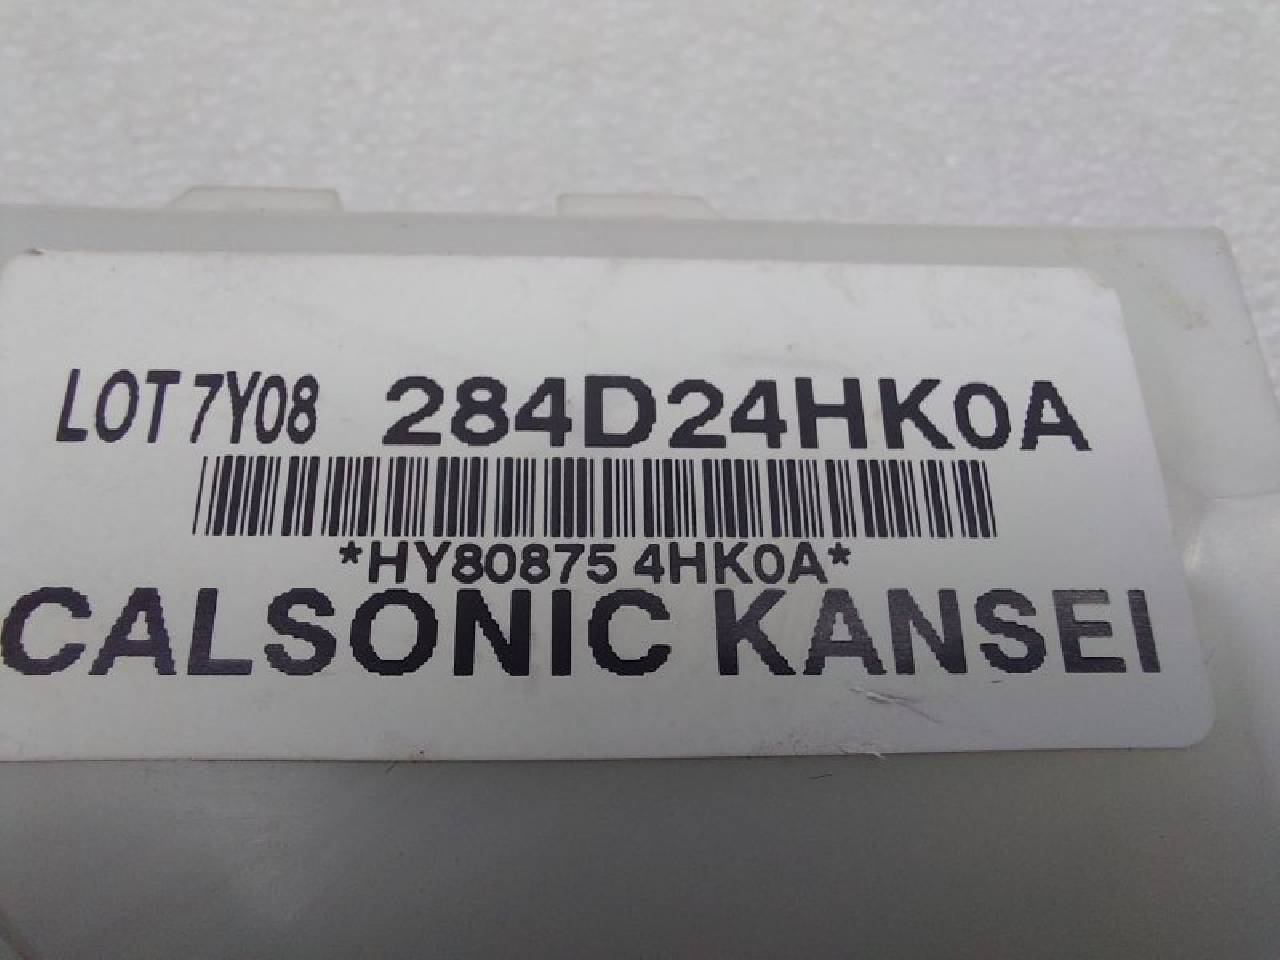 LOT 7Y08 284D24HK0A
*HY80875 4HK0A*
CALSONIC KANSEI